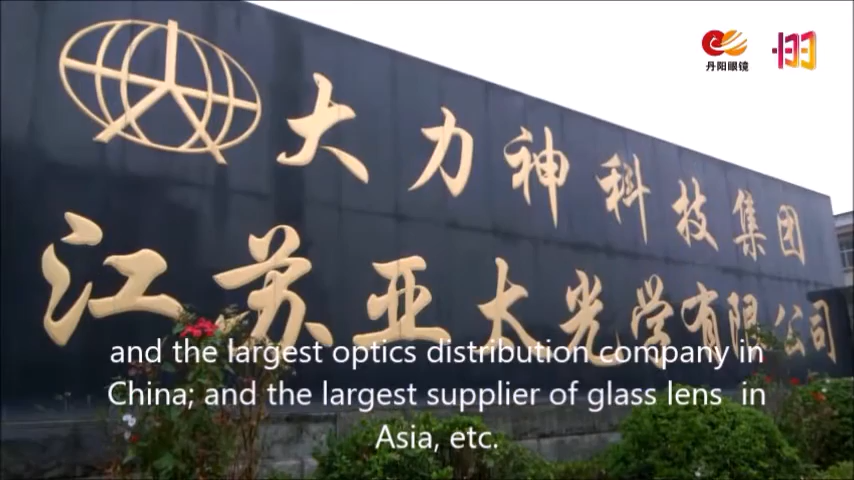 丹阳眼镜
大力神科技集团
江苏亚太光学有限公司
and the largest optics distribution company in
China; and the largest supplier of glass lens in
Asia, etc.